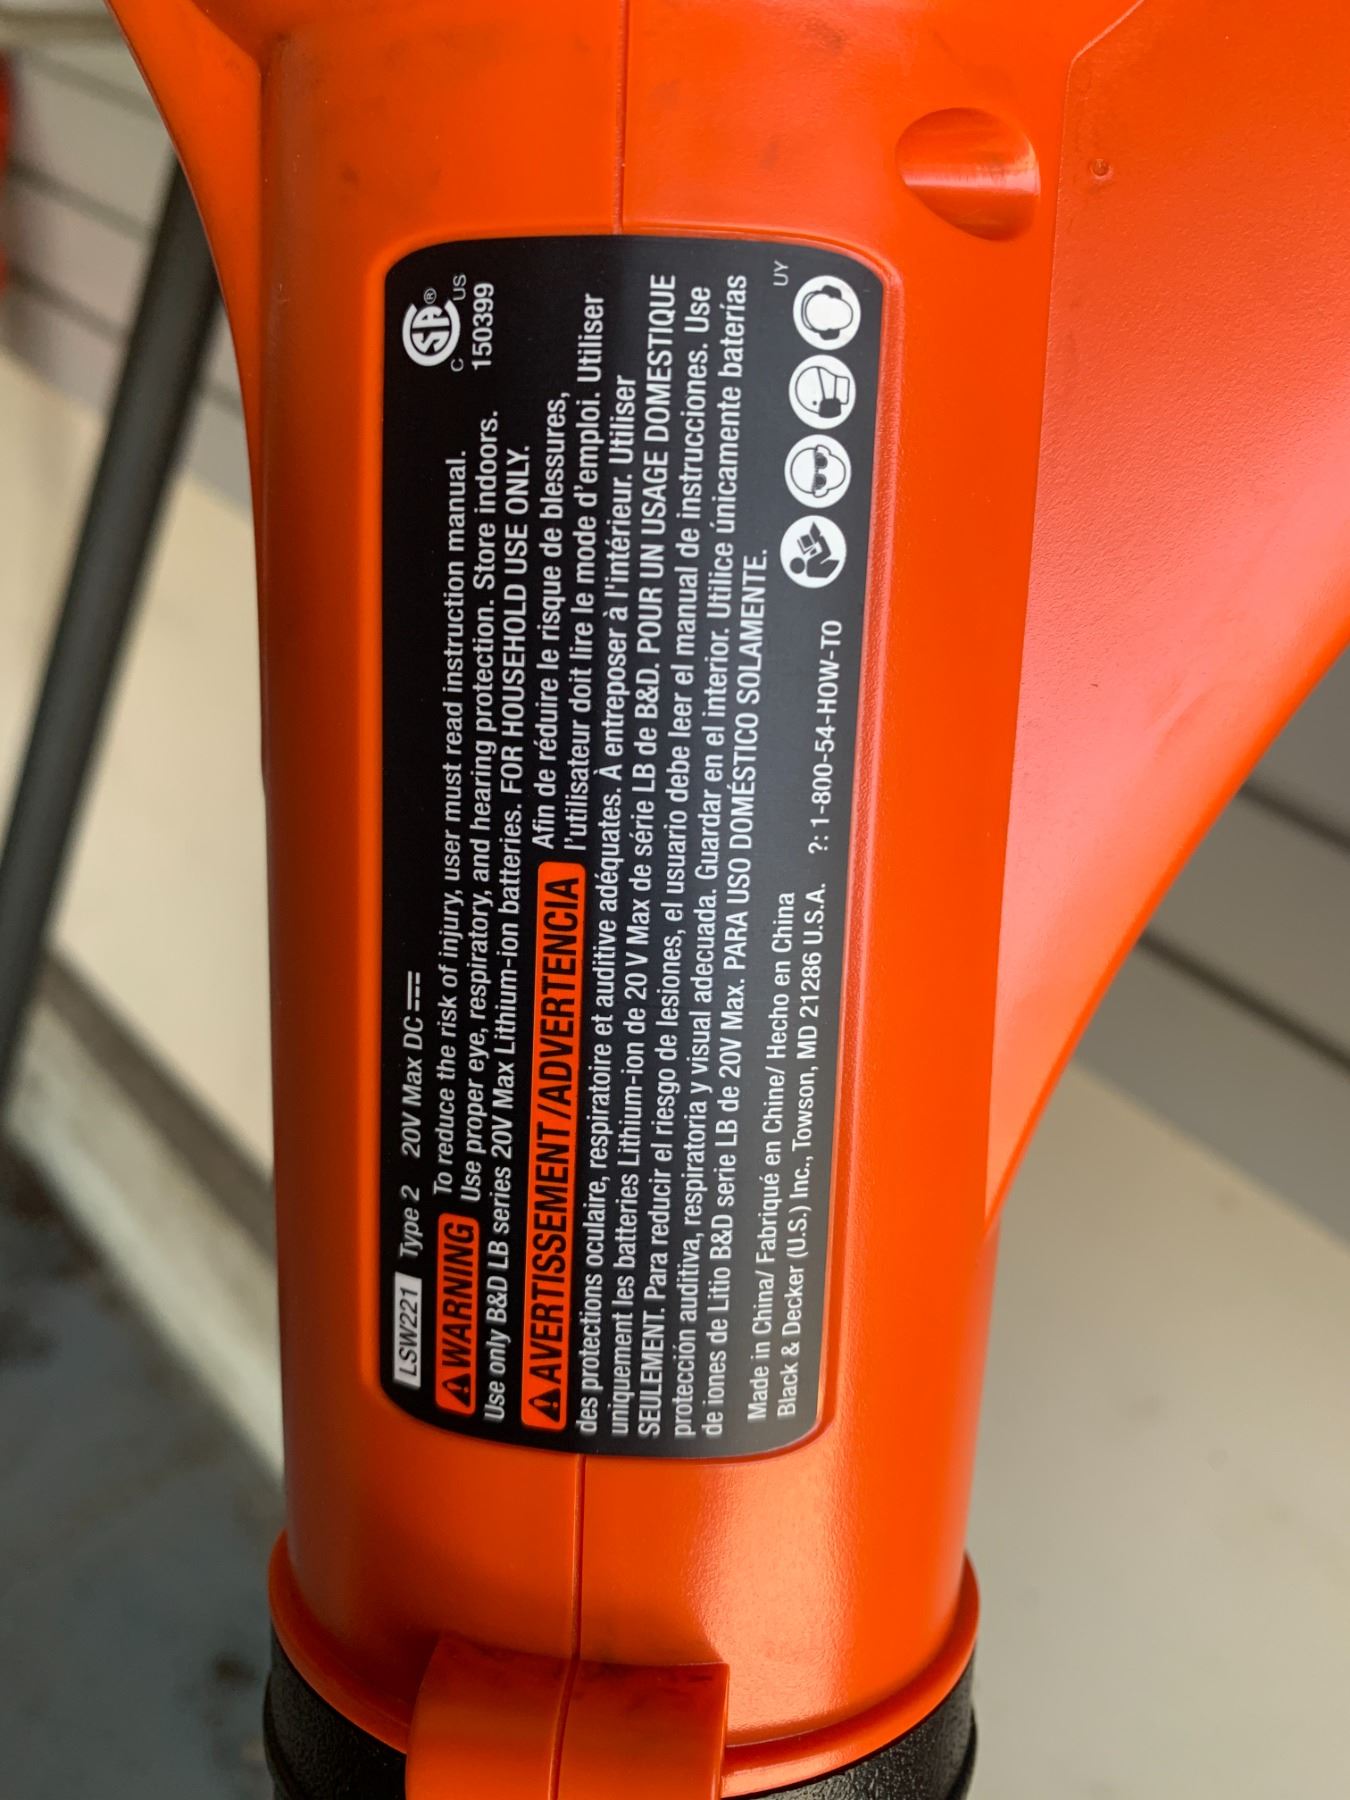 LSW221 Type 2 20V Max DC
WARNING To reduce the risk of injury, user must read instruction manual.
Use proper eye, respiratory, and hearing protection. Store indoors.
Use only B&D LB series 20V Max Lithium-ion batteries. FOR HOUSEHOLD USE ONLY.
SA®
C US
150399
AVERTISSEMENT/ADVERTENCIA Afin de réduire le risque de blessures,
l'utilisateur doit lire le mode d'emploi. Utiliser
des protections oculaire, respiratoire et auditive adéquates. À entreposer à l'intérieur. Utiliser
uniquement les batteries Lithium-ion de 20 V Max de série LB de B&D. POUR UN USAGE DOMESTIQUE
SEULEMENT. Para reducir el riesgo de lesiones, el usuario debe leer el manual de instrucciones. Use
protección auditiva, respiratoria y visual adecuada. Guardar en el interior. Utilice únicamente baterías
de iones de Litio B&D serie LB de 20V Max. PARA USO DOMÉSTICO SOLAMENTE.
UY
Made in China/ Fabriqué en Chine/ Hecho en China
Black & Decker (U.S.) Inc., Towson, MD 21286 U.S.A. ?: 1-800-54-HOW-TO